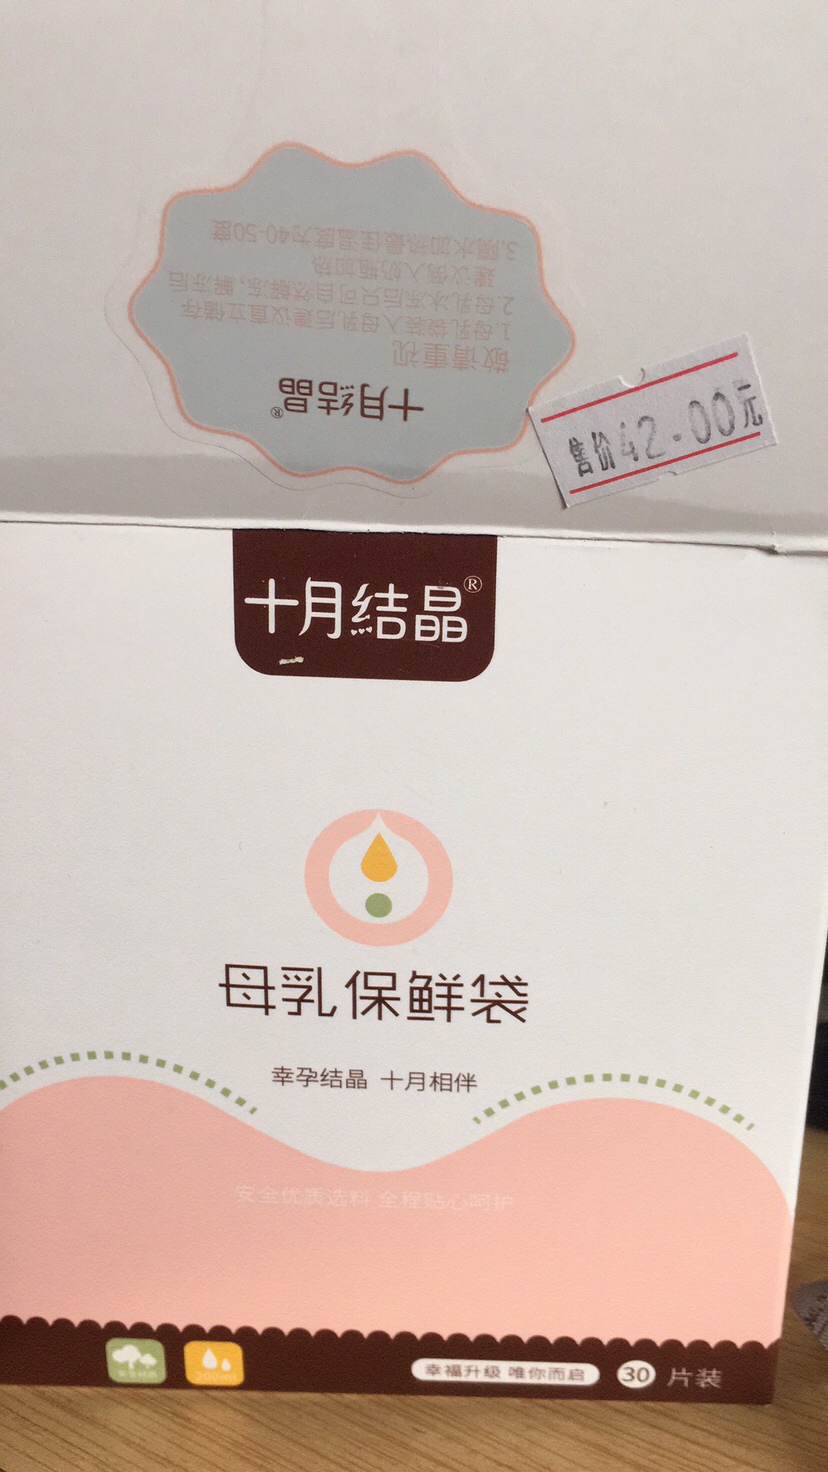 十月结晶®
敬请重视
1.母乳袋装入母乳后建议直立储存
2.母乳冰冻后只可自然解冻，解冻后
建议倒入奶瓶加热
3.隔水加热最佳温度为40-50度
售价42.00元
十月結晶®
母乳保鲜袋
幸孕结晶 十月相伴
安全优质选料 全程贴心呵护
200ml
幸福升级 唯你而启
30 片装